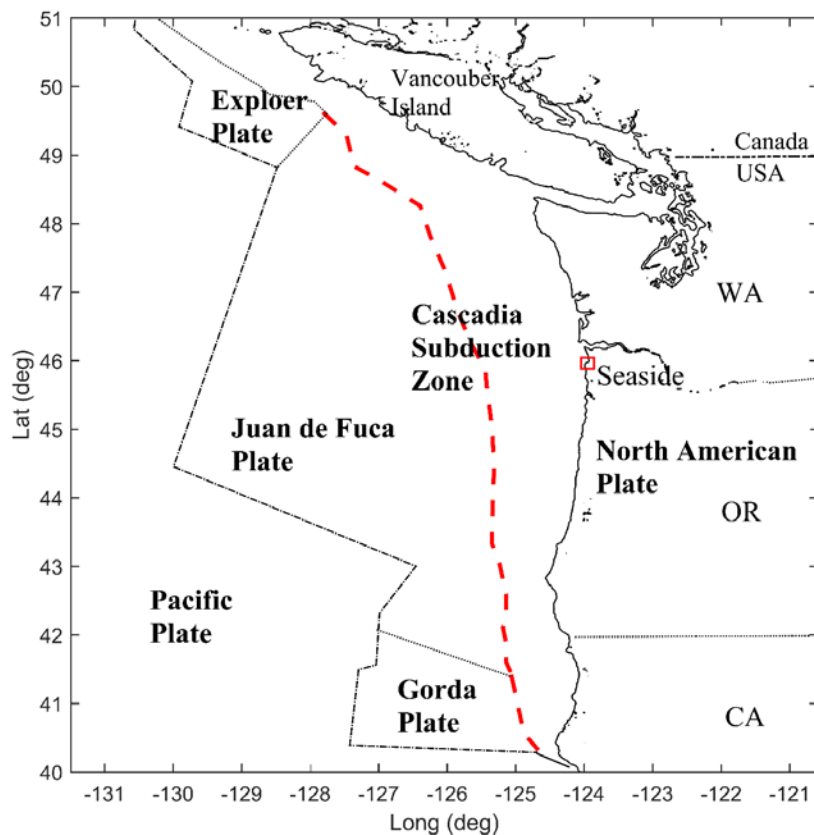 51
50
49
48
47
46
45
44
43
42
41
40
Lat (deg)
-131
-130
-129
-128
-127
-126
-125
-124
-123
-122
-121
Long (deg)
Vancouber
Island
Exploer
Plate
Canada
USA
WA
Cascadia
Subduction
Zone
Seaside
Juan de Fuca
Plate
North American
Plate
OR
Pacific
Plate
Gorda
Plate
CA